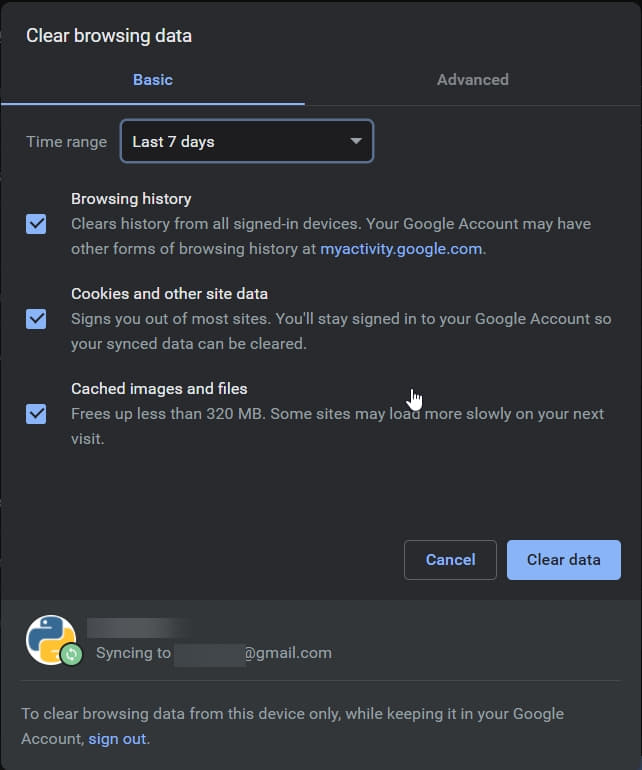 Clear browsing data
Basic
Advanced
Time range
Last 7 days
Browsing history
Clears history from all signed-in devices. Your Google Account may have
other forms of browsing history at myactivity.google.com.
Cookies and other site data
Signs you out of most sites. You'll stay signed in to your Google Account so
your synced data can be cleared.
Cached images and files
Frees up less than 320 MB. Some sites may load more slowly on your next
visit.
Cancel
Clear data
Syncing to @gmail.com
To clear browsing data from this device only, while keeping it in your Google
Account, sign out.